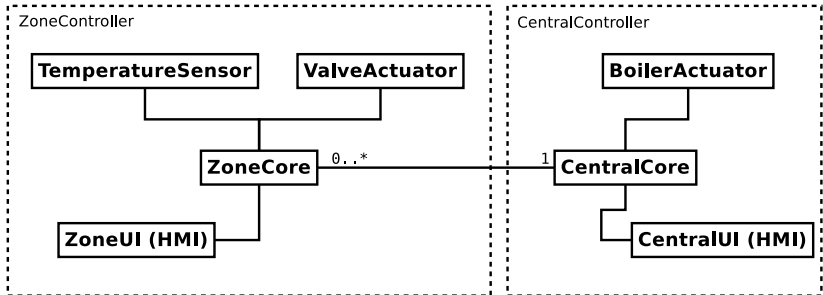 ZoneController
CentralController
TemperatureSensor
ValveActuator
BoilerActuator
ZoneCore
0..*
1
CentralCore
ZoneUI (HMI)
CentralUI (HMI)